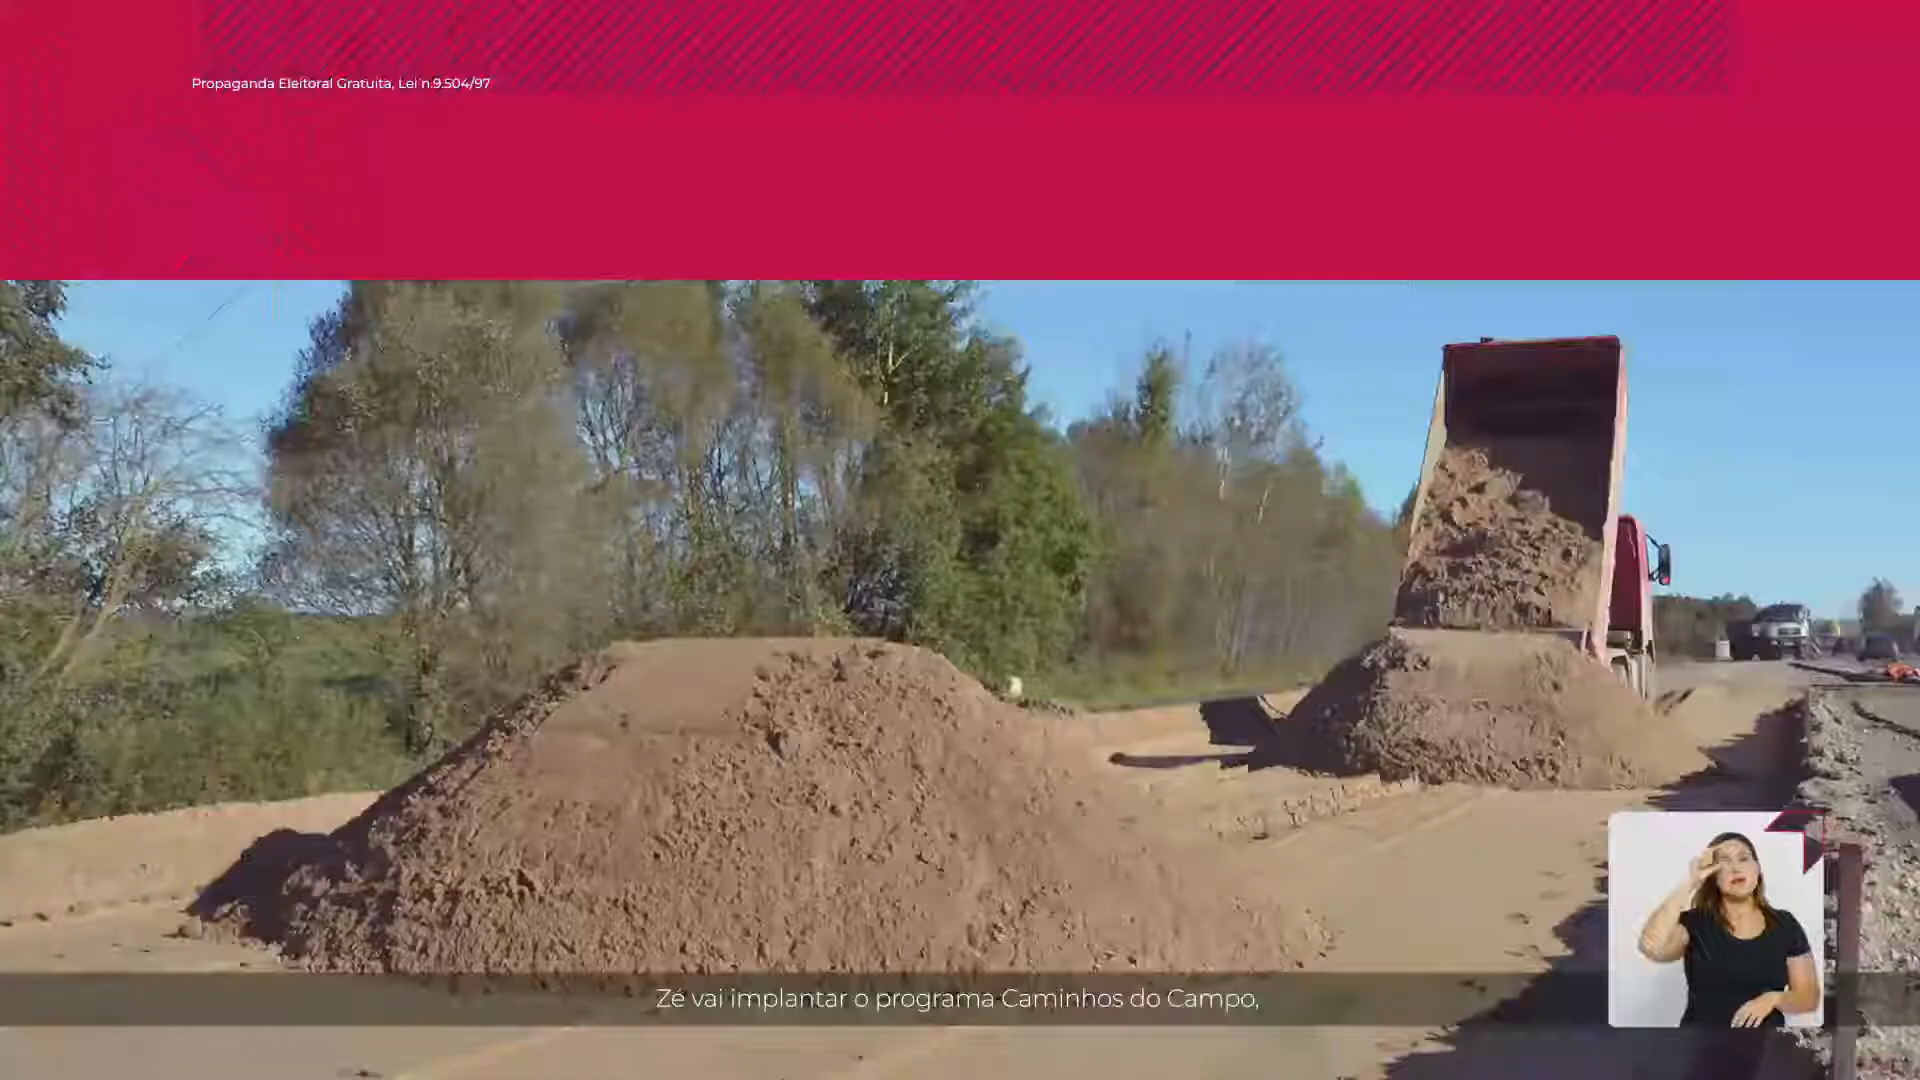 Propaganda Eleitoral Gratuita, Lei n.9.504/97
Zé vai implantar o programa Caminhos do Campo,